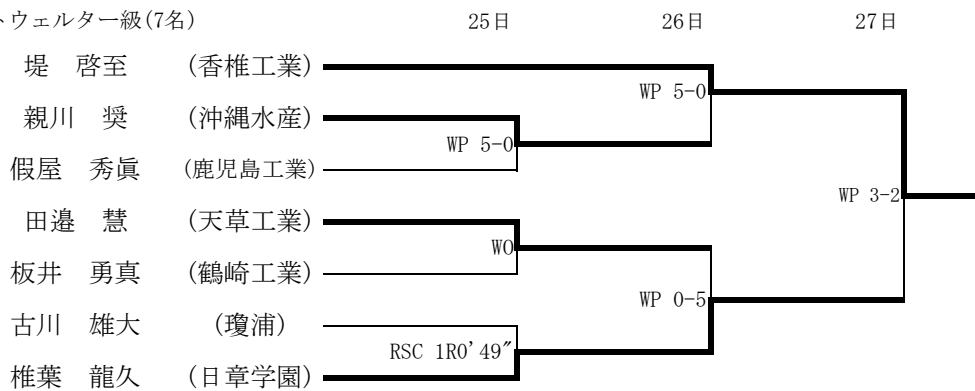 トウェルター級(7名) 25日 26日 27日
堤 啓至 (香椎工業)
WP 5-0
親川 奨 (沖縄水産)
WP 5-0
假屋 秀眞 (鹿児島工業)
WP 3-2
田邉 慧 (天草工業)
WO
板井 勇真 (鶴崎工業)
WP 0-5
古川 雄大 (瓊浦)
RSC 1R0'49″
椎葉 龍久 (日章学園)